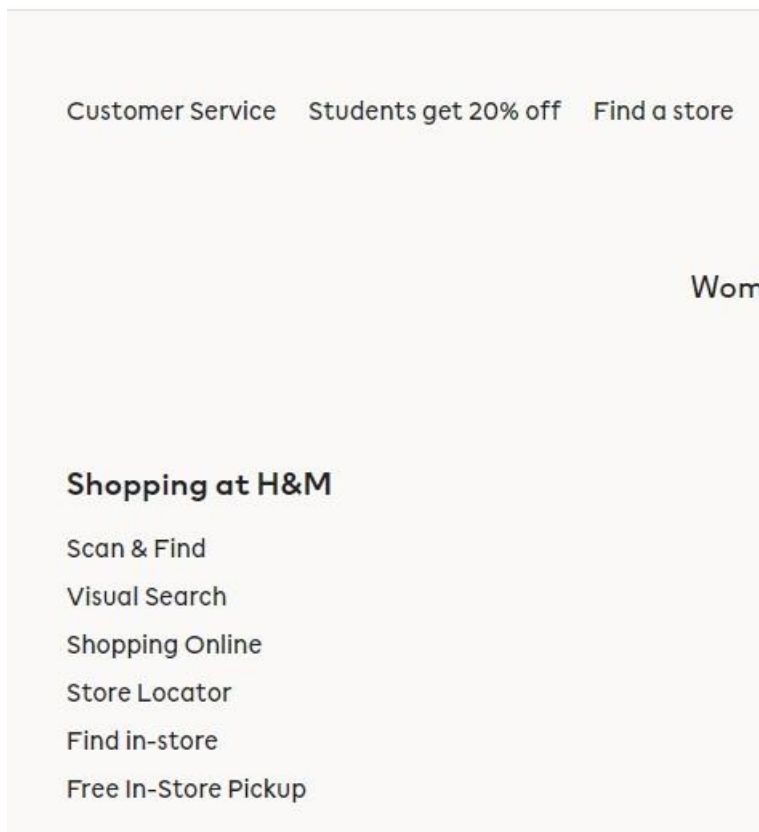 Customer Service Students get 20% off Find a store
Wom
Shopping at H&M
Scan & Find
Visual Search
Shopping Online
Store Locator
Find in-store
Free In-Store Pickup